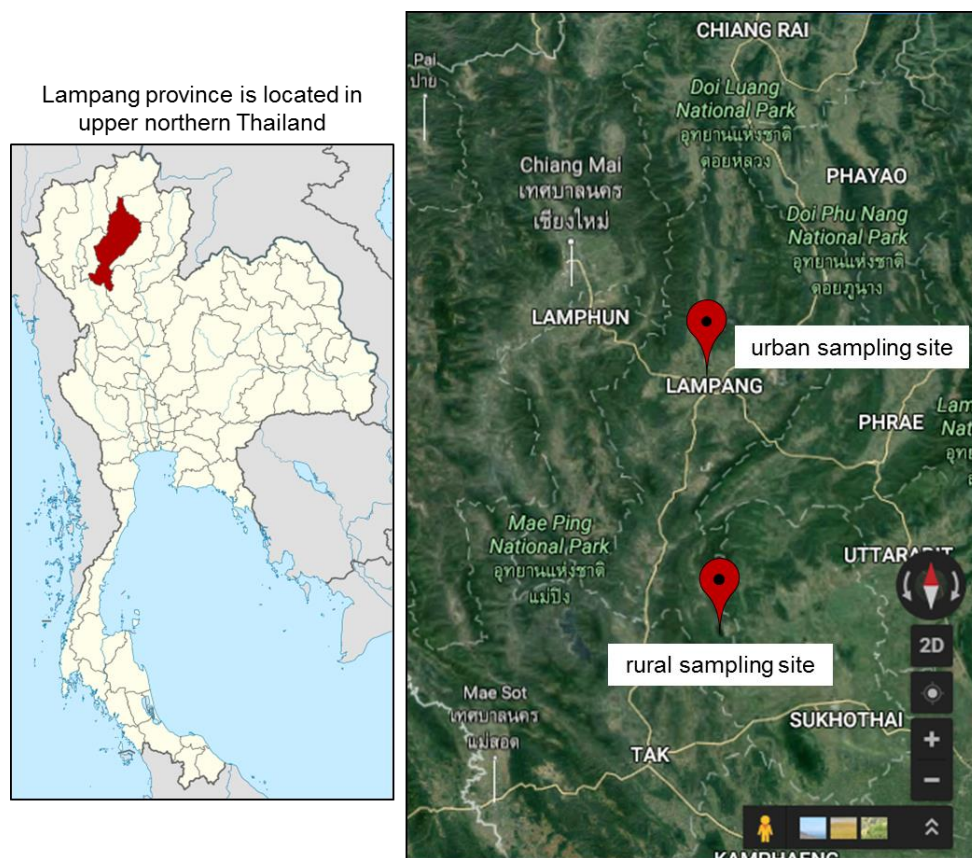 Lampang province is located in
upper northern Thailand
CHIANG RAI
Pai
ปาย
Doi Luang
National Park
อุทยานแห่งชาติ
ดอยหลวง
Chiang Mai
เทศบาลนคร
เชียงใหม่
PHAYAO
Doi Phu Nang
National Park
อุทยานแห่งชาติ
ดอยภูนาง
LAMPHUN
urban sampling site
LAMPANG
PHRAE
Lam
Nat
อุท
Mae Ping
National Park
อุทยานแห่งชาติ
แม่ปิง
UTTARADIT
2D
rural sampling site
Mae Sot
เทศบาลนคร
แม่สอด
SUKHOTHAI
TAK
KAMPHAENG